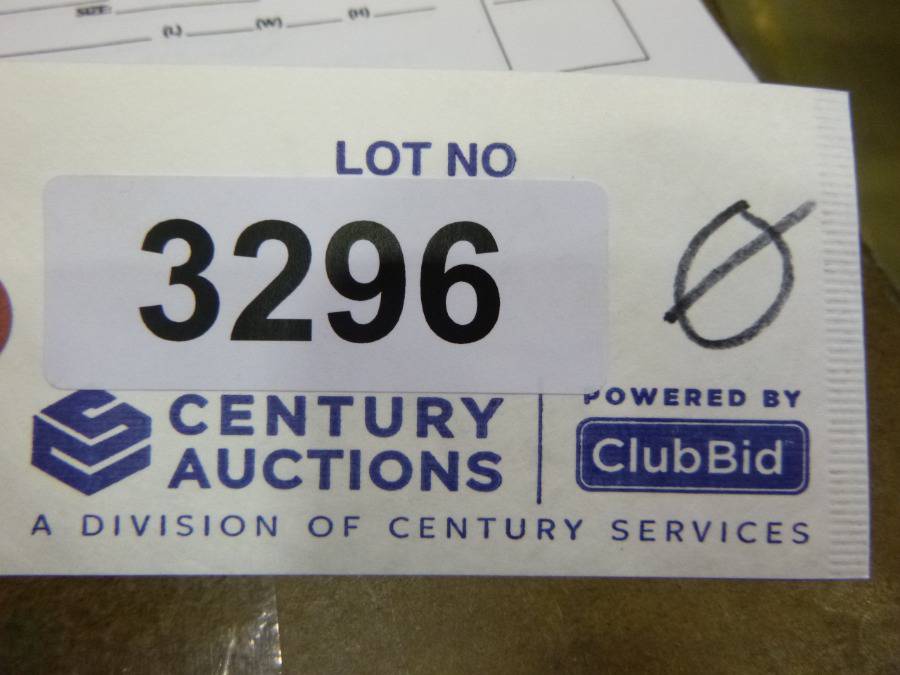 SIZE:
(L) (W) (H)
LOT NO
3296
Ø
CENTURY
AUCTIONS
POWERED BY
ClubBid
A DIVISION OF CENTURY SERVICES